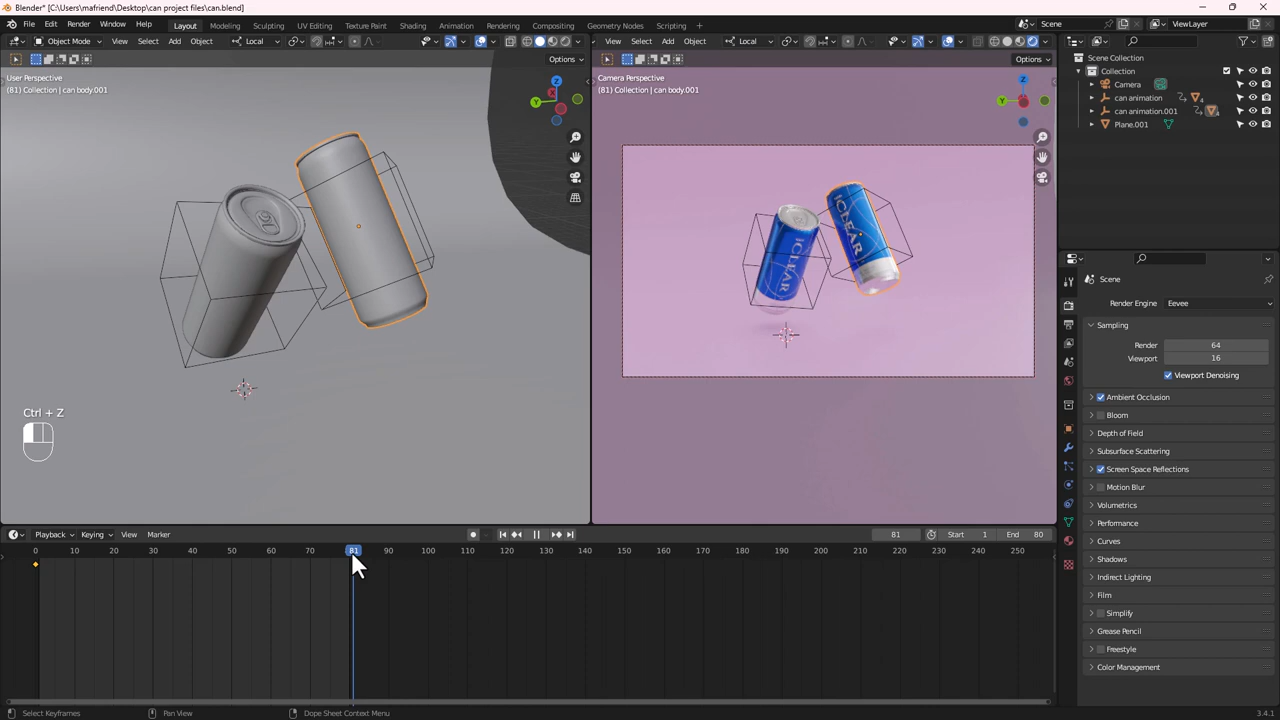 Blender* [C:\Users\mafriend\Desktop\can project files\can.blend]
File Edit Render Window Help Layout Modeling Sculpting UV Editing Texture Paint Shading Animation Rendering Compositing Geometry Nodes Scripting + Scene ViewLayer
Object Mode View Select Add Object Local
View Select Add Object Local
Options
Options
User Perspective
(81) Collection | can body.001
Camera Perspective
(81) Collection | can body.001
Z
X
Y
Z
Y
ICLEAR
ICLEAR
Ctrl + Z
Scene Collection
Collection
Camera
can animation
4
can animation.001
4
Plane.001
Scene
Render Engine Eevee
Sampling
Render 64
Viewport 16
Viewport Denoising
Ambient Occlusion
Bloom
Depth of Field
Subsurface Scattering
Screen Space Reflections
Motion Blur
Volumetrics
Performance
Curves
Shadows
Indirect Lighting
Film
Simplify
Grease Pencil
Freestyle
Color Management
Playback Keying View Marker 81 Start 1 End 80
0 10 20 30 40 50 60 70 81 90 100 110 120 130 140 150 160 170 180 190 200 210 220 230 240 250
Select Keyframes Pan View Dope Sheet Context Menu 3.4.1